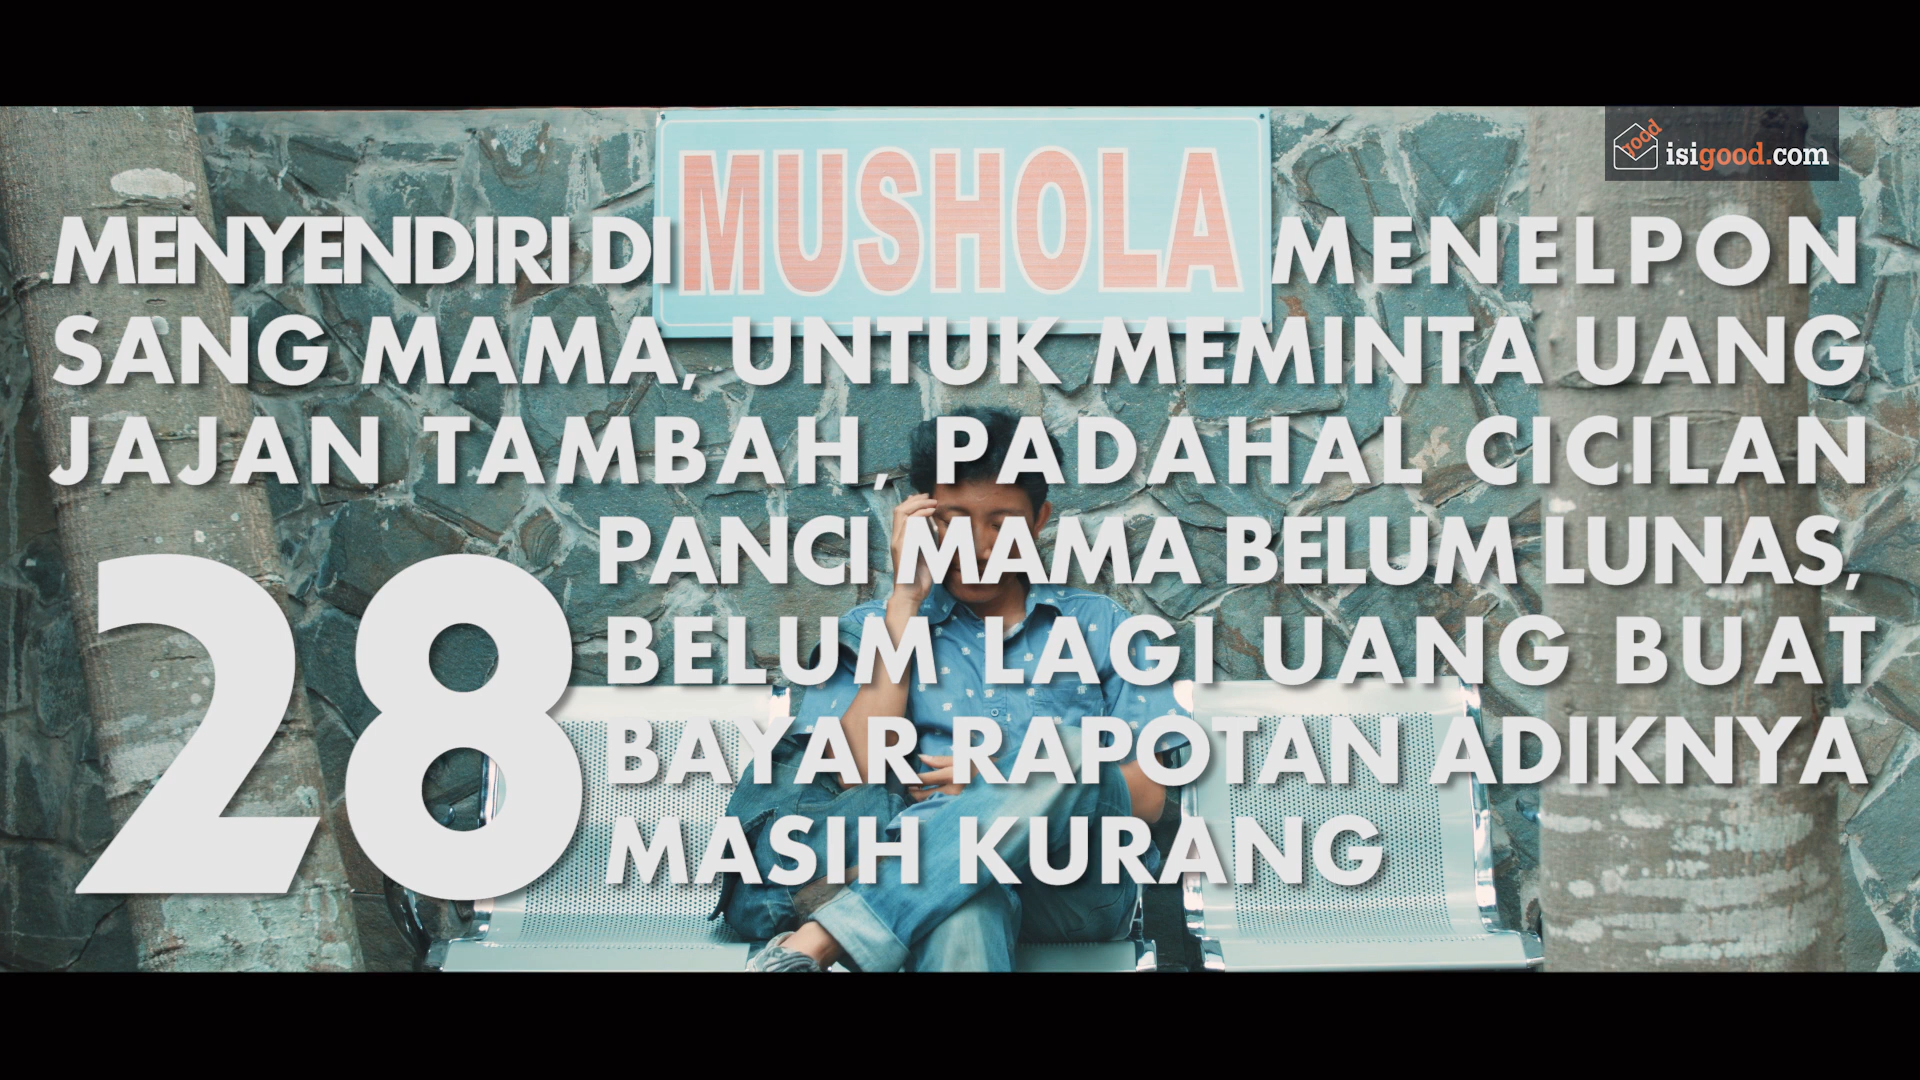 good
isigood.com
MENYENDIRI DI MUSHOLA MENELPON
SANG MAMA, UNTUK MEMINTA UANG
JAJAN TAMBAH, PADAHAL CICILAN
PANCI MAMA BELUM LUNAS,
28 BELUM LAGI UANG BUAT
BAYAR RAPOTAN ADIKNYA
MASIH KURANG